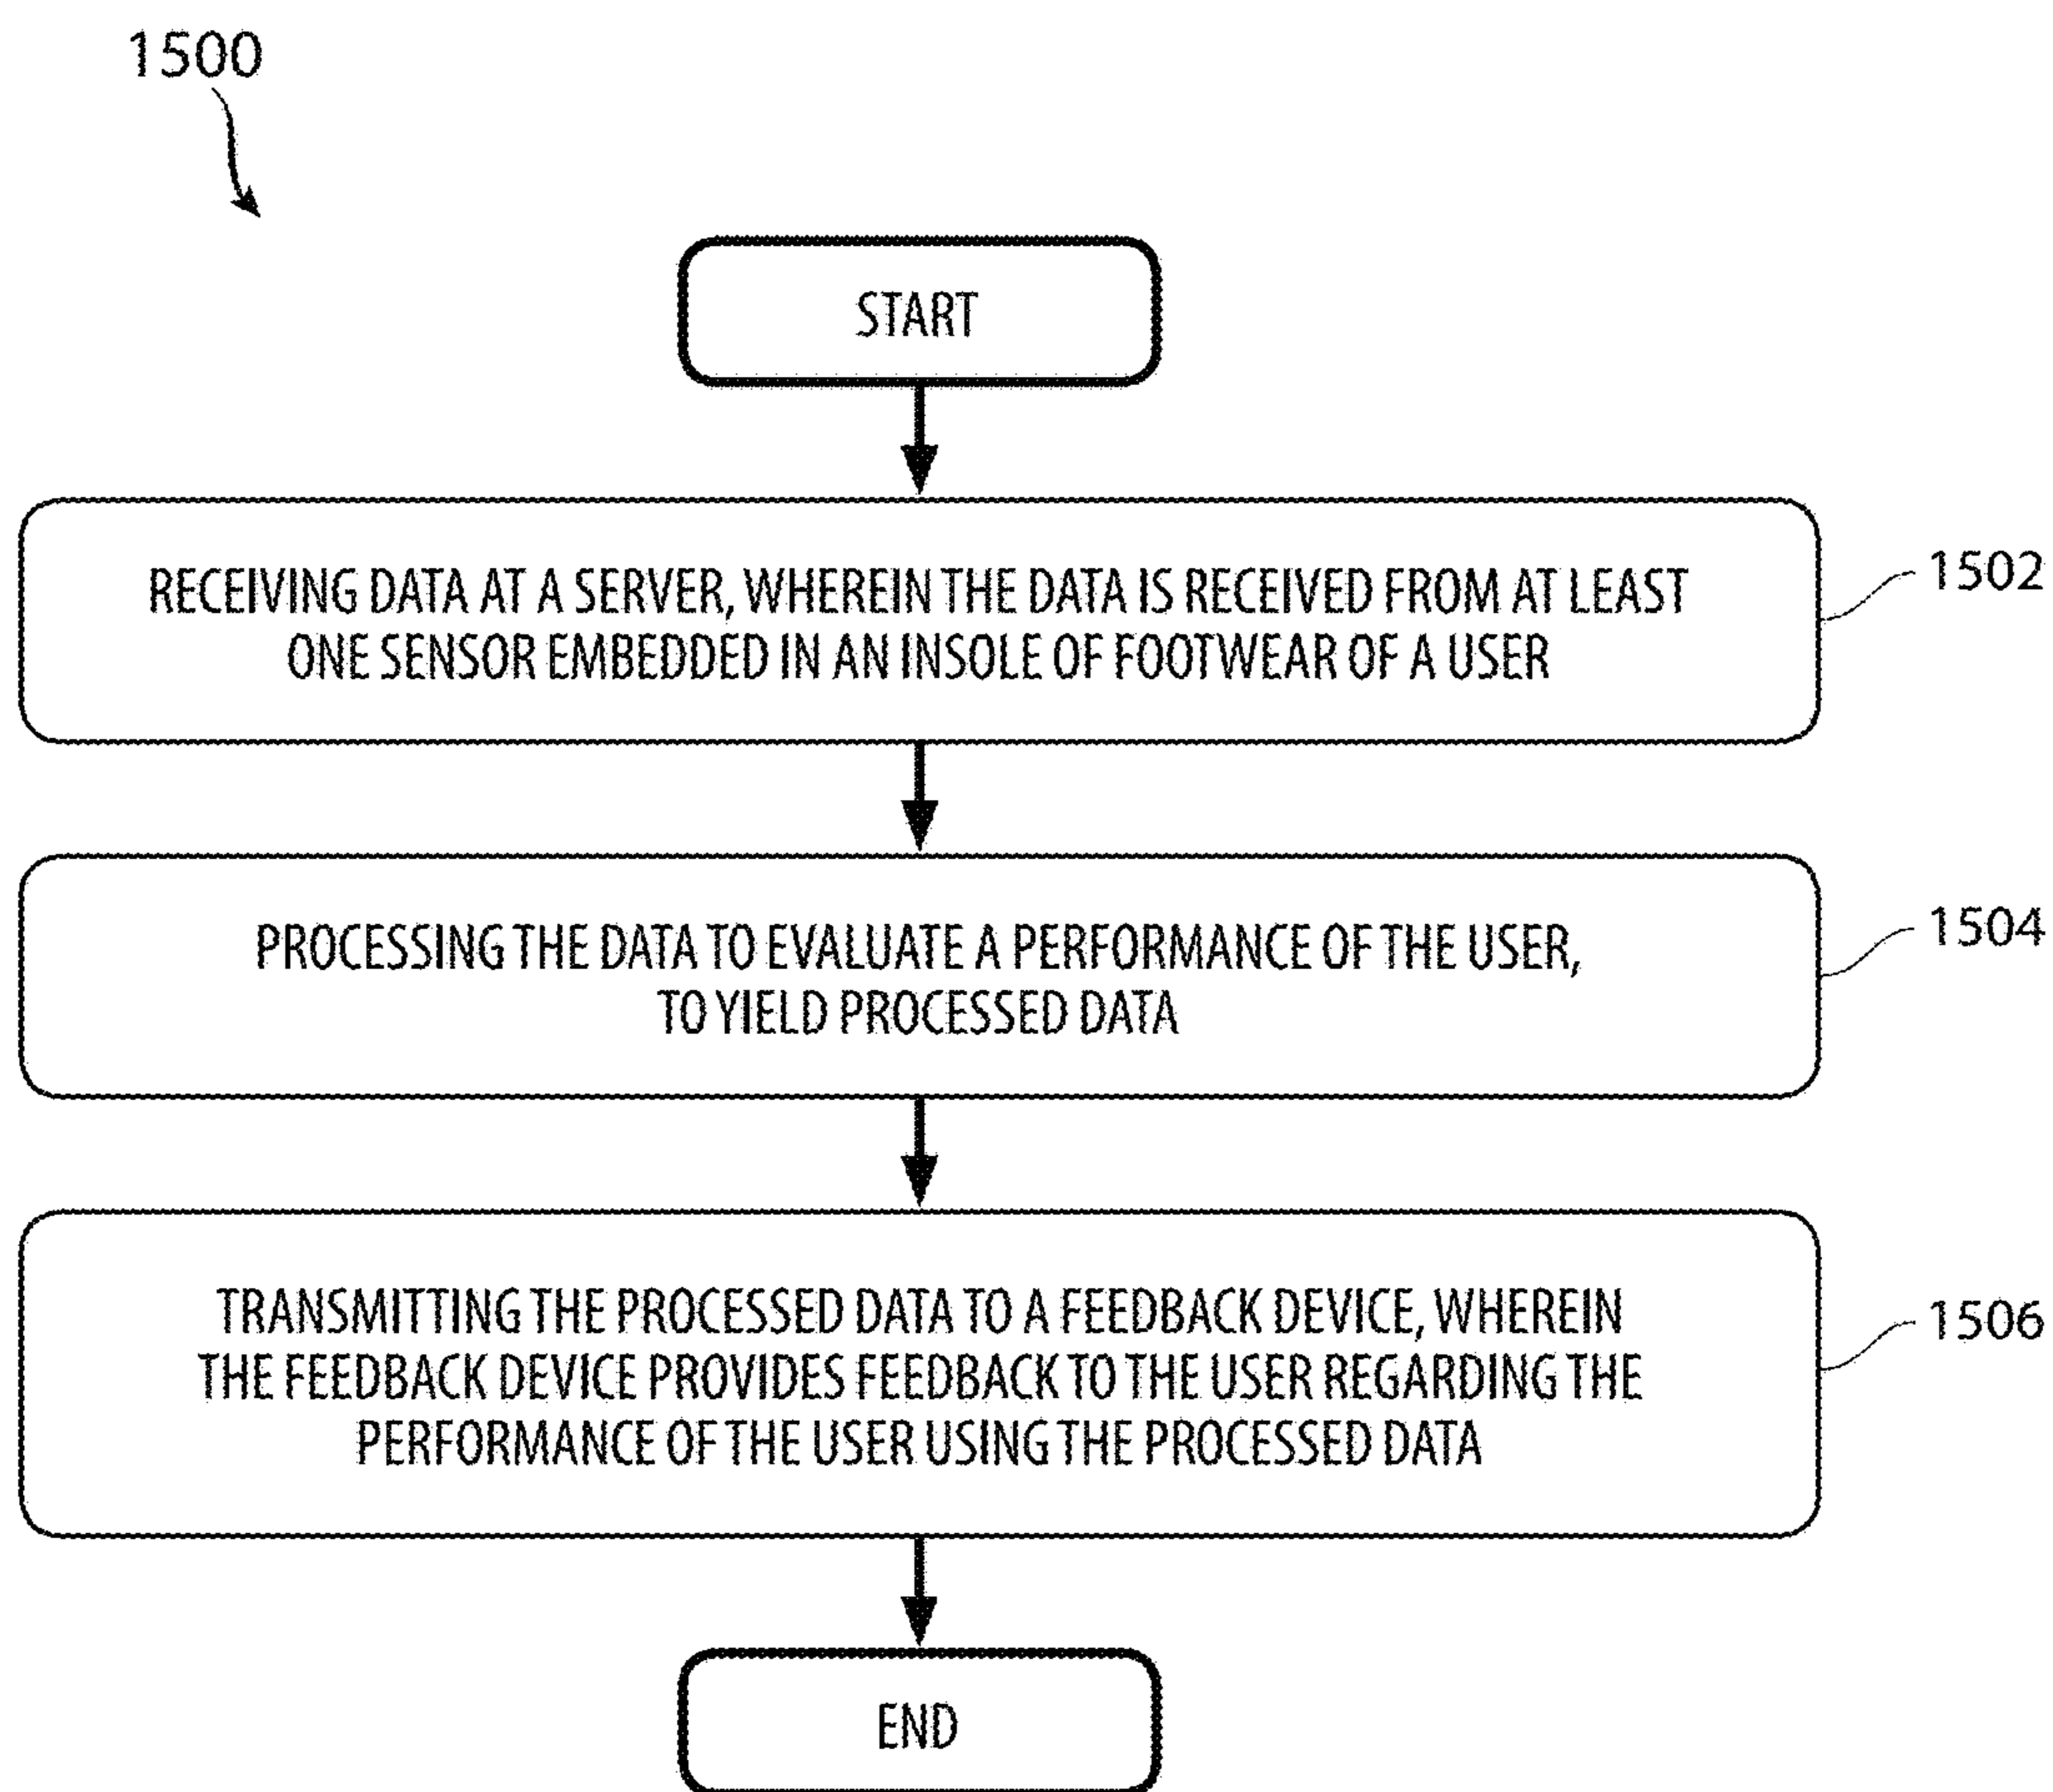 1500
START
RECEIVING DATA AT A SERVER, WHEREIN THE DATA IS RECEIVED FROM AT LEAST
ONE SENSOR EMBEDDED IN AN INSOLE OF FOOTWEAR OF A USER
1502
PROCESSING THE DATA TO EVALUATE A PERFORMANCE OF THE USER,
TO YIELD PROCESSED DATA
1504
TRANSMITTING THE PROCESSED DATA TO A FEEDBACK DEVICE, WHEREIN
THE FEEDBACK DEVICE PROVIDES FEEDBACK TO THE USER REGARDING THE
PERFORMANCE OF THE USER USING THE PROCESSED DATA
1506
END